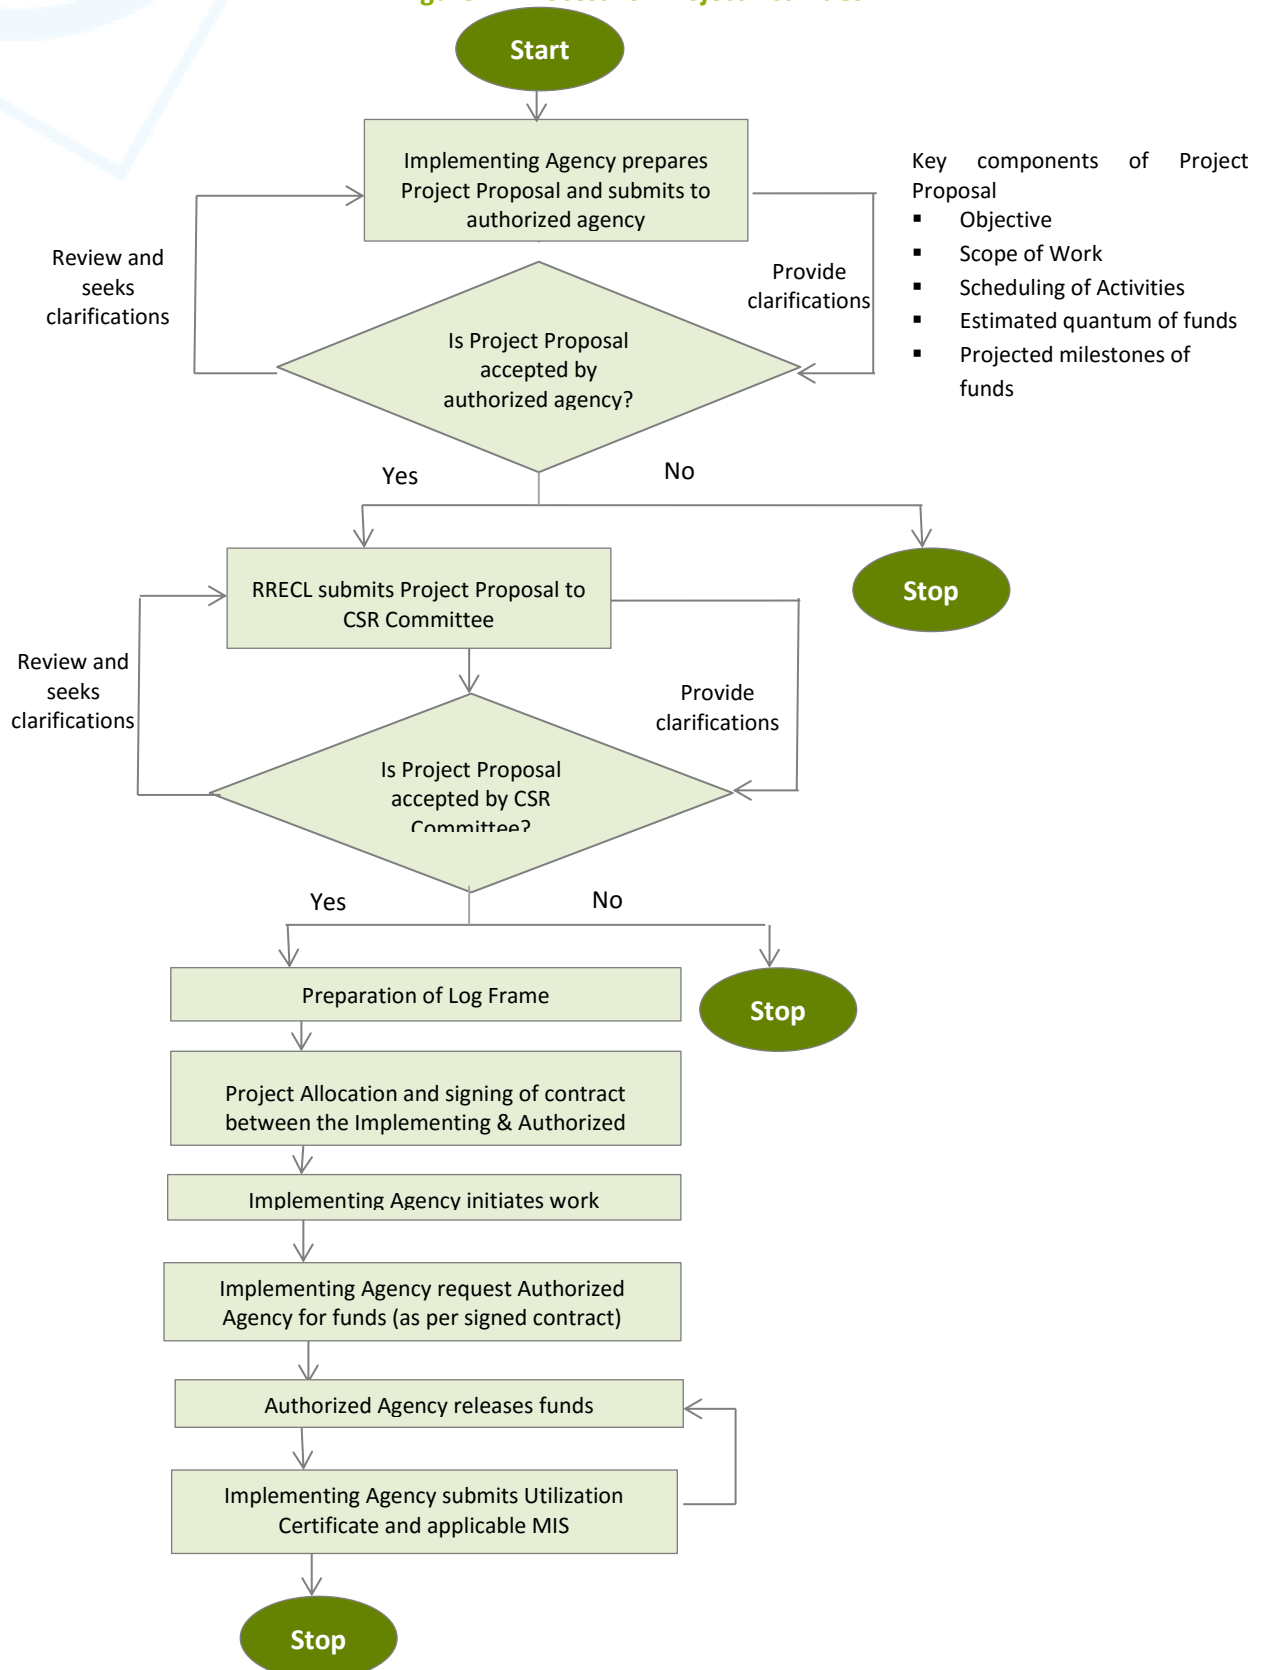 Start
Implementing Agency prepares
Project Proposal and submits to
authorized agency
Key components of Project
Proposal
▪ Objective
▪ Scope of Work
▪ Scheduling of Activities
▪ Estimated quantum of funds
▪ Projected milestones of
funds
Review and
seeks
clarifications
Provide
clarifications
Is Project Proposal
accepted by
authorized agency?
Yes
No
RRECL submits Project Proposal to
CSR Committee
Stop
Review and
seeks
clarifications
Provide
clarifications
Is Project Proposal
accepted by CSR
Committee?
Yes
No
Preparation of Log Frame
Stop
Project Allocation and signing of contract
between the Implementing & Authorized
Implementing Agency initiates work
Implementing Agency request Authorized
Agency for funds (as per signed contract)
Authorized Agency releases funds
Implementing Agency submits Utilization
Certificate and applicable MIS
Stop